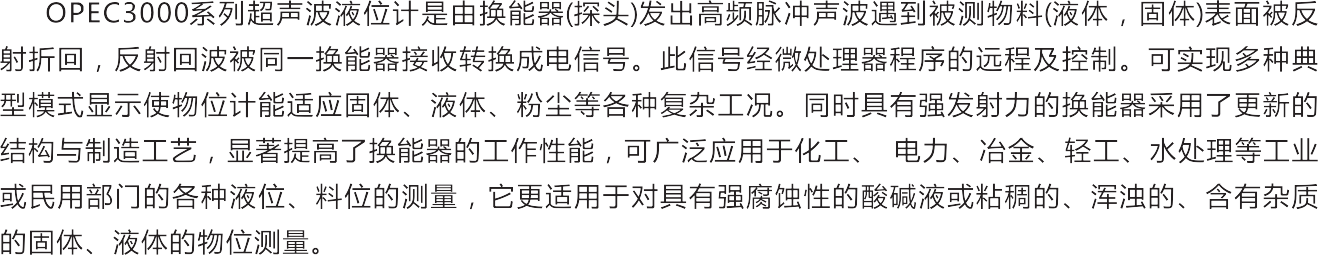 OPEC3000系列超声波液位计是由换能器(探头)发出高频脉冲声波遇到被测物料(液体，固体)表面被反
射折回，反射回波被同一换能器接收转换成电信号。此信号经微处理器程序的远程及控制。可实现多种典
型模式显示使物位计能适应固体、液体、粉尘等各种复杂工况。同时具有强发射力的换能器采用了更新的
结构与制造工艺，显著提高了换能器的工作性能，可广泛应用于化工、 电力、冶金、轻工、水处理等工业
或民用部门的各种液位、料位的测量，它更适用于对具有强腐蚀性的酸碱液或粘稠的、浑浊的、含有杂质
的固体、液体的物位测量。